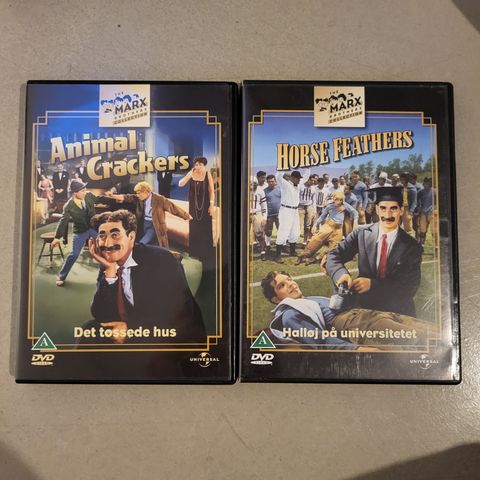 THE
MARX
BROTHERS
COLLECTION
Animal
Crackers
Det tossede hus
A
DVD
UNIVERSAL
THE
MARX
BROTHERS
COLLECTION
HORSE FEATHERS
Halløj på universitetet
A
DVD
UNIVERSAL